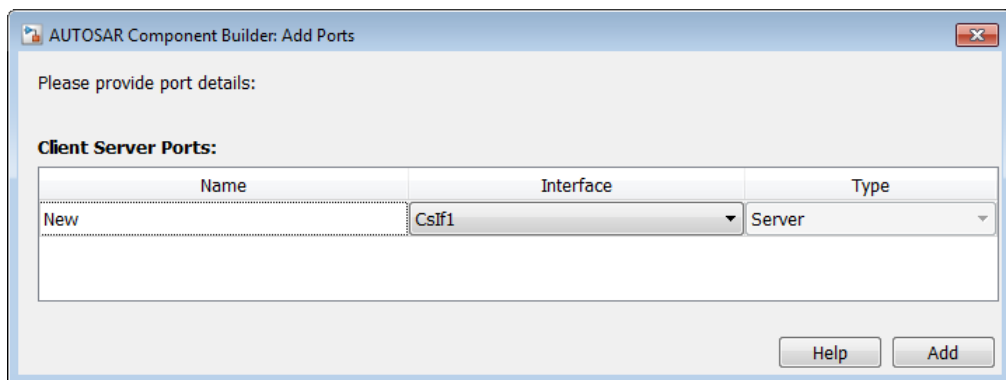 AUTOSAR Component Builder: Add Ports
Please provide port details:
Client Server Ports:
Name Interface Type
New CsIf1 Server
Help Add